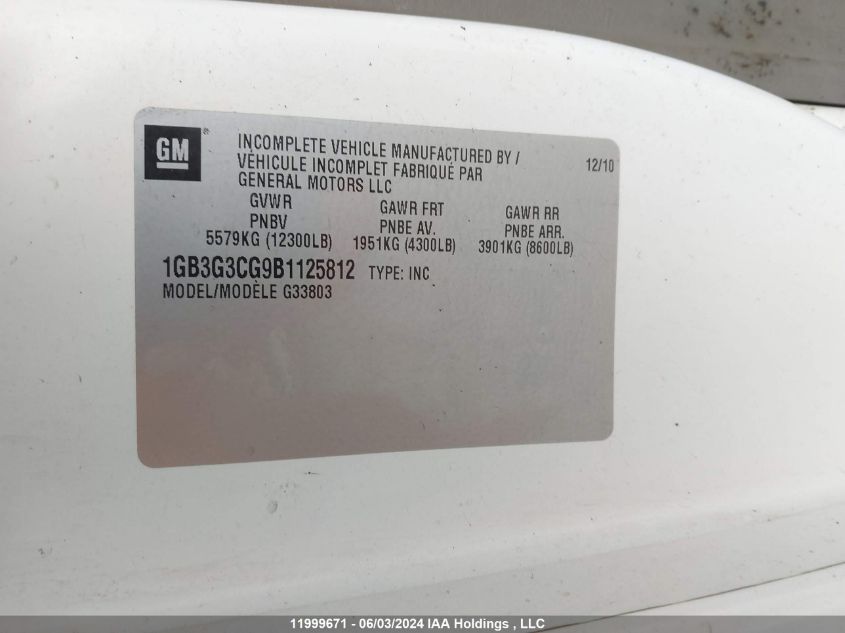 GM ®
INCOMPLETE VEHICLE MANUFACTURED BY / 12/10
VÉHICULE INCOMPLET FABRIQUÉ PAR
GENERAL MOTORS LLC
GVWR GAWR FRT GAWR RR
PNBV PNBE AV. PNBE ARR.
5579KG (12300LB) 1951KG (4300LB) 3901KG (8600LB)
1GB3G3CG9B1125812 TYPE: INC
MODEL/MODÈLE G33803
11999671 - 06/03/2024 IAA Holdings , LLC